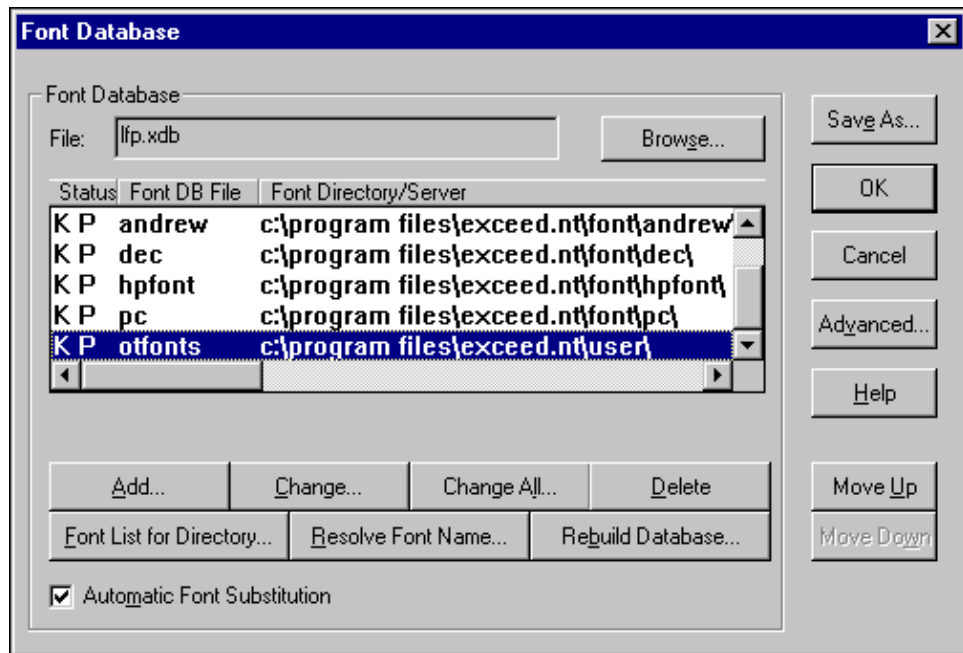 Font Database
Font Database
File: lfp.xdb Browse...
Status Font DB File Font Directory/Server
K P andrew c:\program files\exceed.nt\font\andrew\
K P dec c:\program files\exceed.nt\font\dec\
K P hpfont c:\program files\exceed.nt\font\hpfont\
K P pc c:\program files\exceed.nt\font\pc\
K P otfonts c:\program files\exceed.nt\user\
Add... Change... Change All... Delete
Font List for Directory... Resolve Font Name... Rebuild Database...
Automatic Font Substitution
Save As...
OK
Cancel
Advanced...
Help
Move Up
Move Down